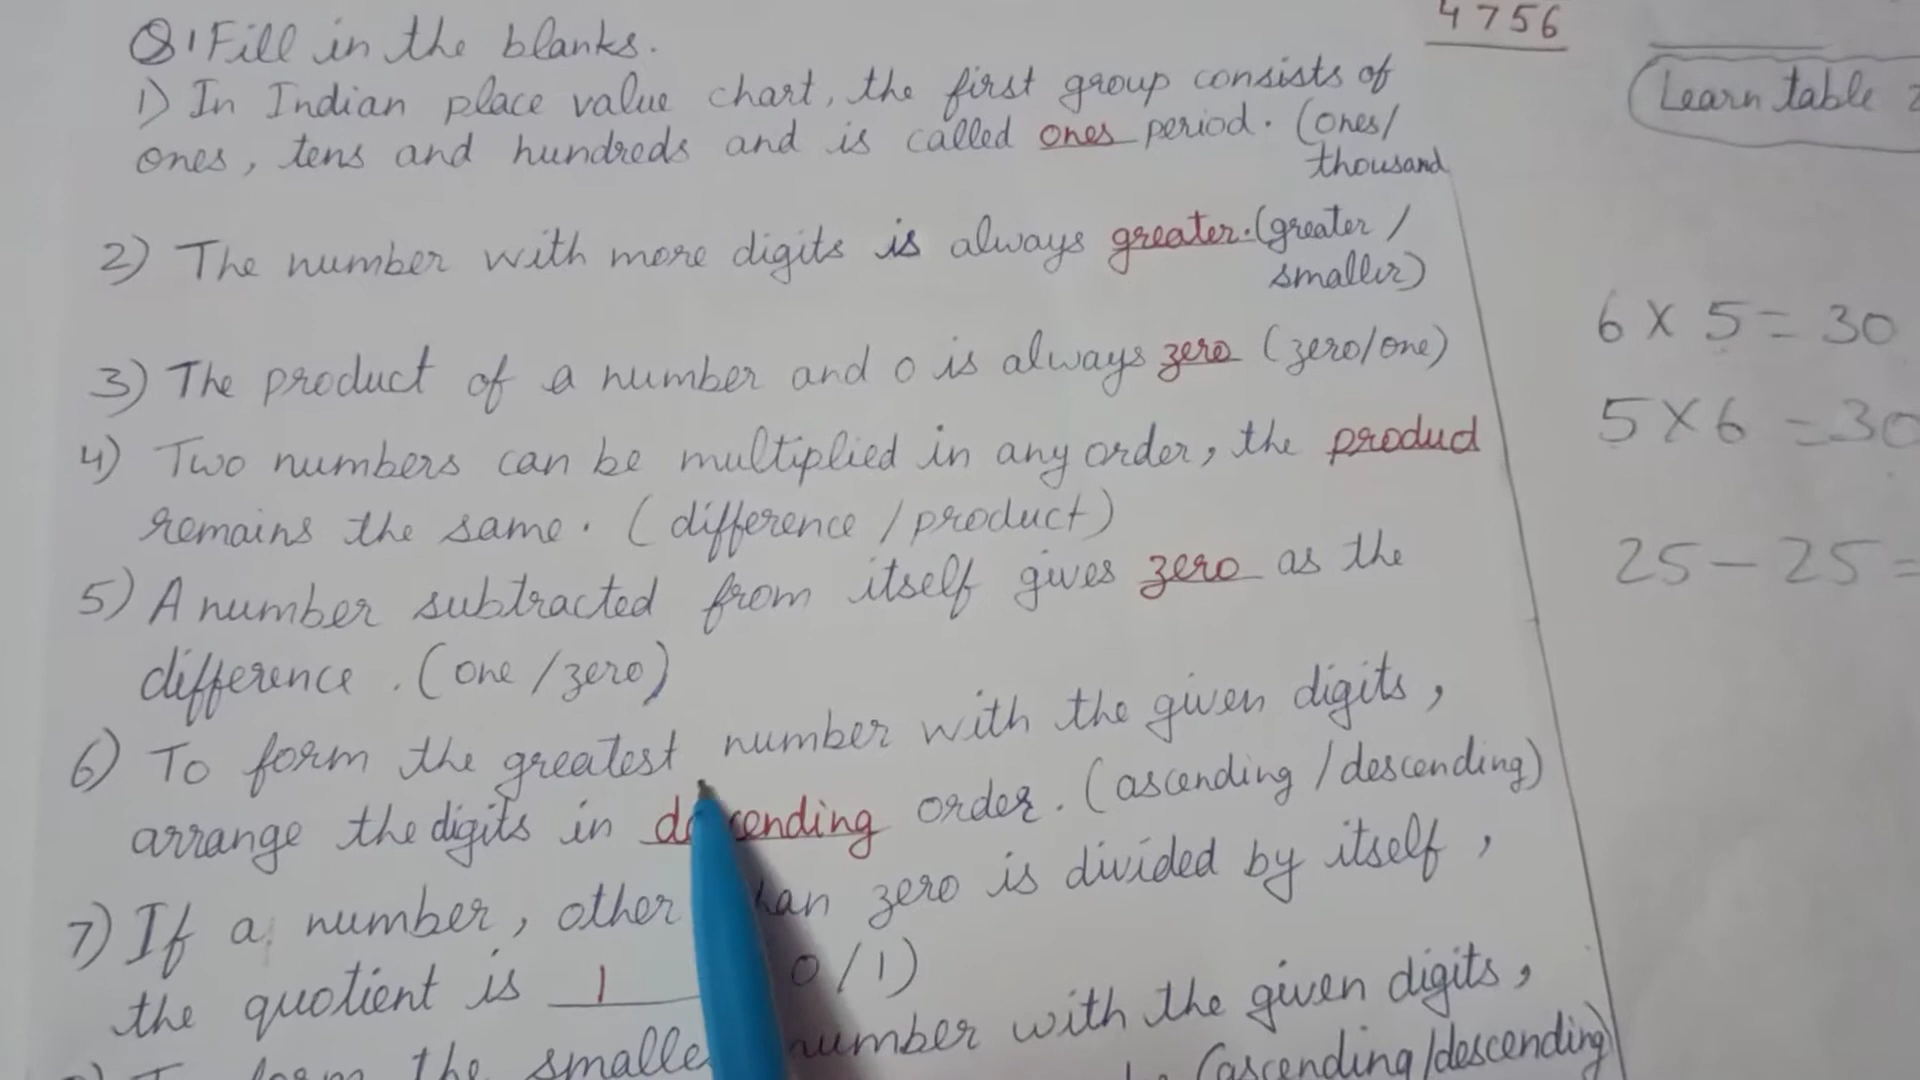 Q1 Fill in the blanks.
1) In Indian place value chart, the first group consists of
ones, tens and hundreds and is called ones period. (ones/
thousand
2) The number with more digits is always greater. (greater /
smaller)
3) The product of a number and 0 is always zero (zero/one)
4) Two numbers can be multiplied in any order, the product
remains the same. (difference / product)
5) A number subtracted from itself gives zero as the
difference. (one / zero)
6) To form the greatest number with the given digits,
arrange the digits in descending order. (ascending / descending)
7) If a number, other than zero is divided by itself,
the quotient is 1 0/1)
form the smalle number with the given digits,
(ascending/descending)
4756
Learn table
6 x 5 = 30
5 x 6 = 30
25 - 25 =